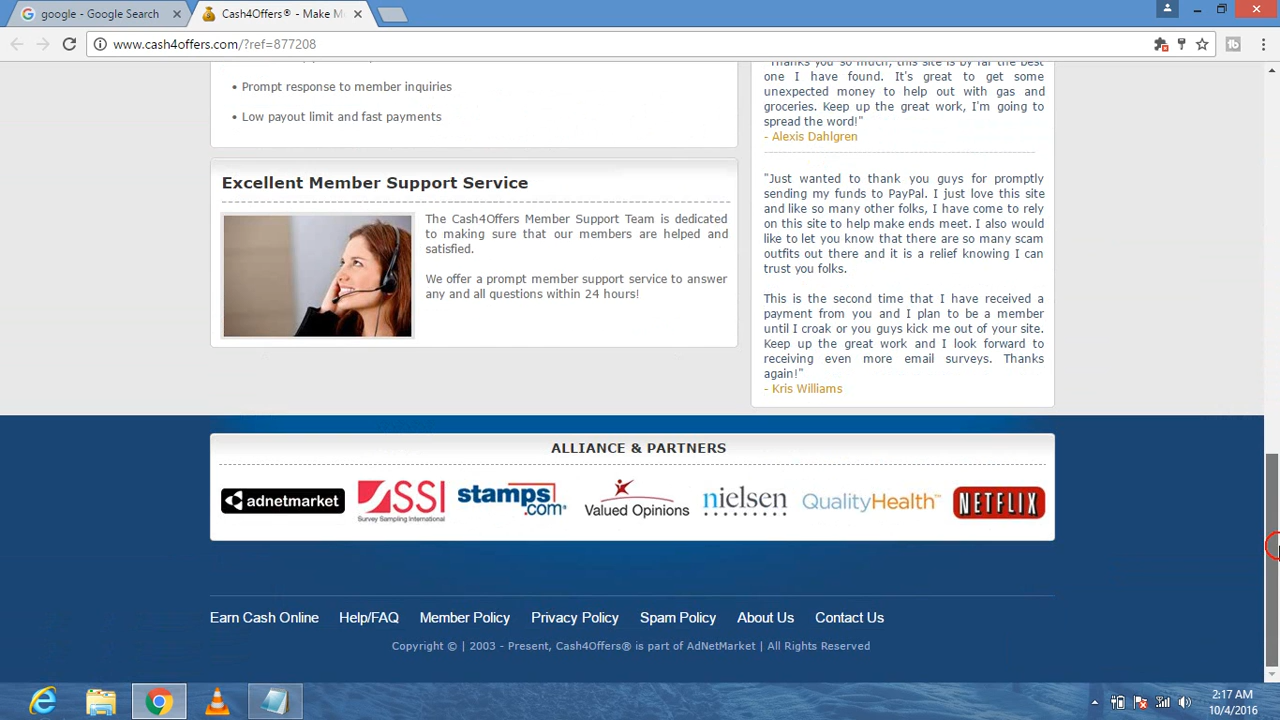 google - Google Search
Cash4Offers® - Make M
www.cash4offers.com/?ref=877208
• Prompt response to member inquiries
• Low payout limit and fast payments
Excellent Member Support Service
The Cash4Offers Member Support Team is dedicated
to making sure that our members are helped and
satisfied.
We offer a prompt member support service to answer
any and all questions within 24 hours!
"Thanks you so much, this site is by far the best
one I have found. It's great to get some
unexpected money to help out with gas and
groceries. Keep up the great work, I'm going to
spread the word!"
- Alexis Dahlgren
"Just wanted to thank you guys for promptly
sending my funds to PayPal. I just love this site
and like so many other folks, I have come to rely
on this site to help make ends meet. I also would
like to let you know that there are so many scam
outfits out there and it is a relief knowing I can
trust you folks.
This is the second time that I have received a
payment from you and I plan to be a member
until I croak or you guys kick me out of your site.
Keep up the great work and I look forward to
receiving even more email surveys. Thanks
again!"
- Kris Williams
ALLIANCE & PARTNERS
adnetmarket
SSI
Survey Sampling International
stamps.com
Valued Opinions
nielsen
QualityHealth™
NETFLIX
Earn Cash Online Help/FAQ Member Policy Privacy Policy Spam Policy About Us Contact Us
Copyright © | 2003 - Present, Cash4Offers® is part of AdNetMarket | All Rights Reserved
2:17 AM
10/4/2016